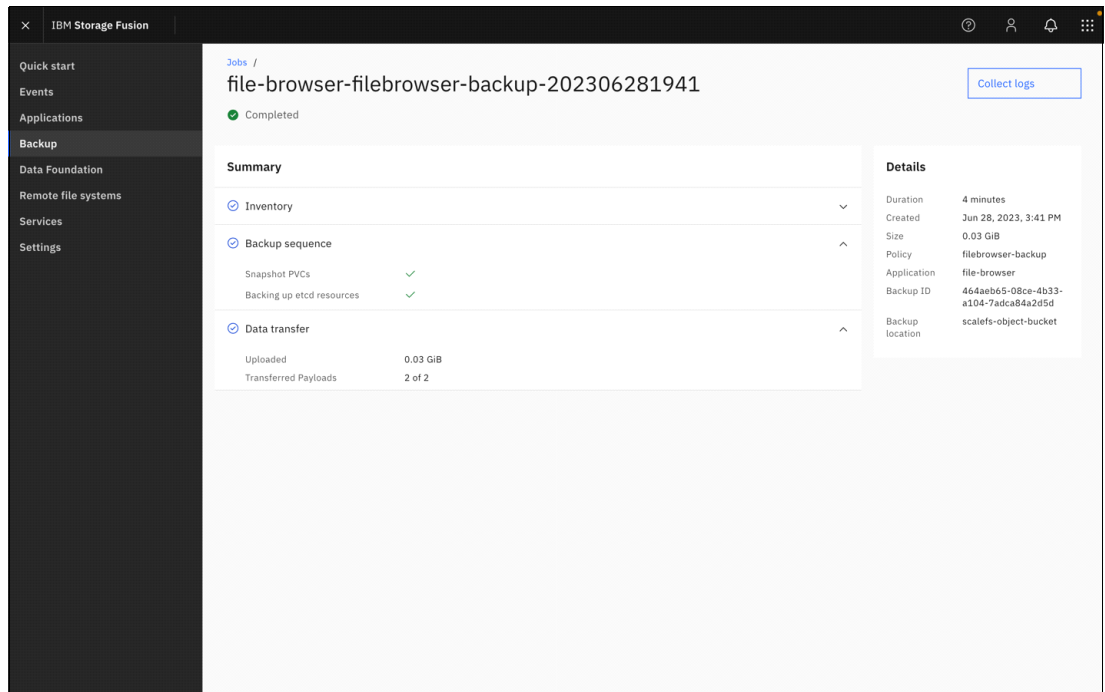 IBM Storage Fusion
Quick start
Events
Applications
Backup
Data Foundation
Remote file systems
Services
Settings
Jobs /
file-browser-filebrowser-backup-202306281941
Completed
Collect logs
Summary
Inventory
Backup sequence
Snapshot PVCs
Backing up etcd resources
Data transfer
Uploaded 0.03 GiB
Transferred Payloads 2 of 2
Details
Duration 4 minutes
Created Jun 28, 2023, 3:41 PM
Size 0.03 GiB
Policy filebrowser-backup
Application file-browser
Backup ID 464aeb65-08ce-4b33-
a104-7adca84a2d5d
Backup scalefs-object-bucket
location